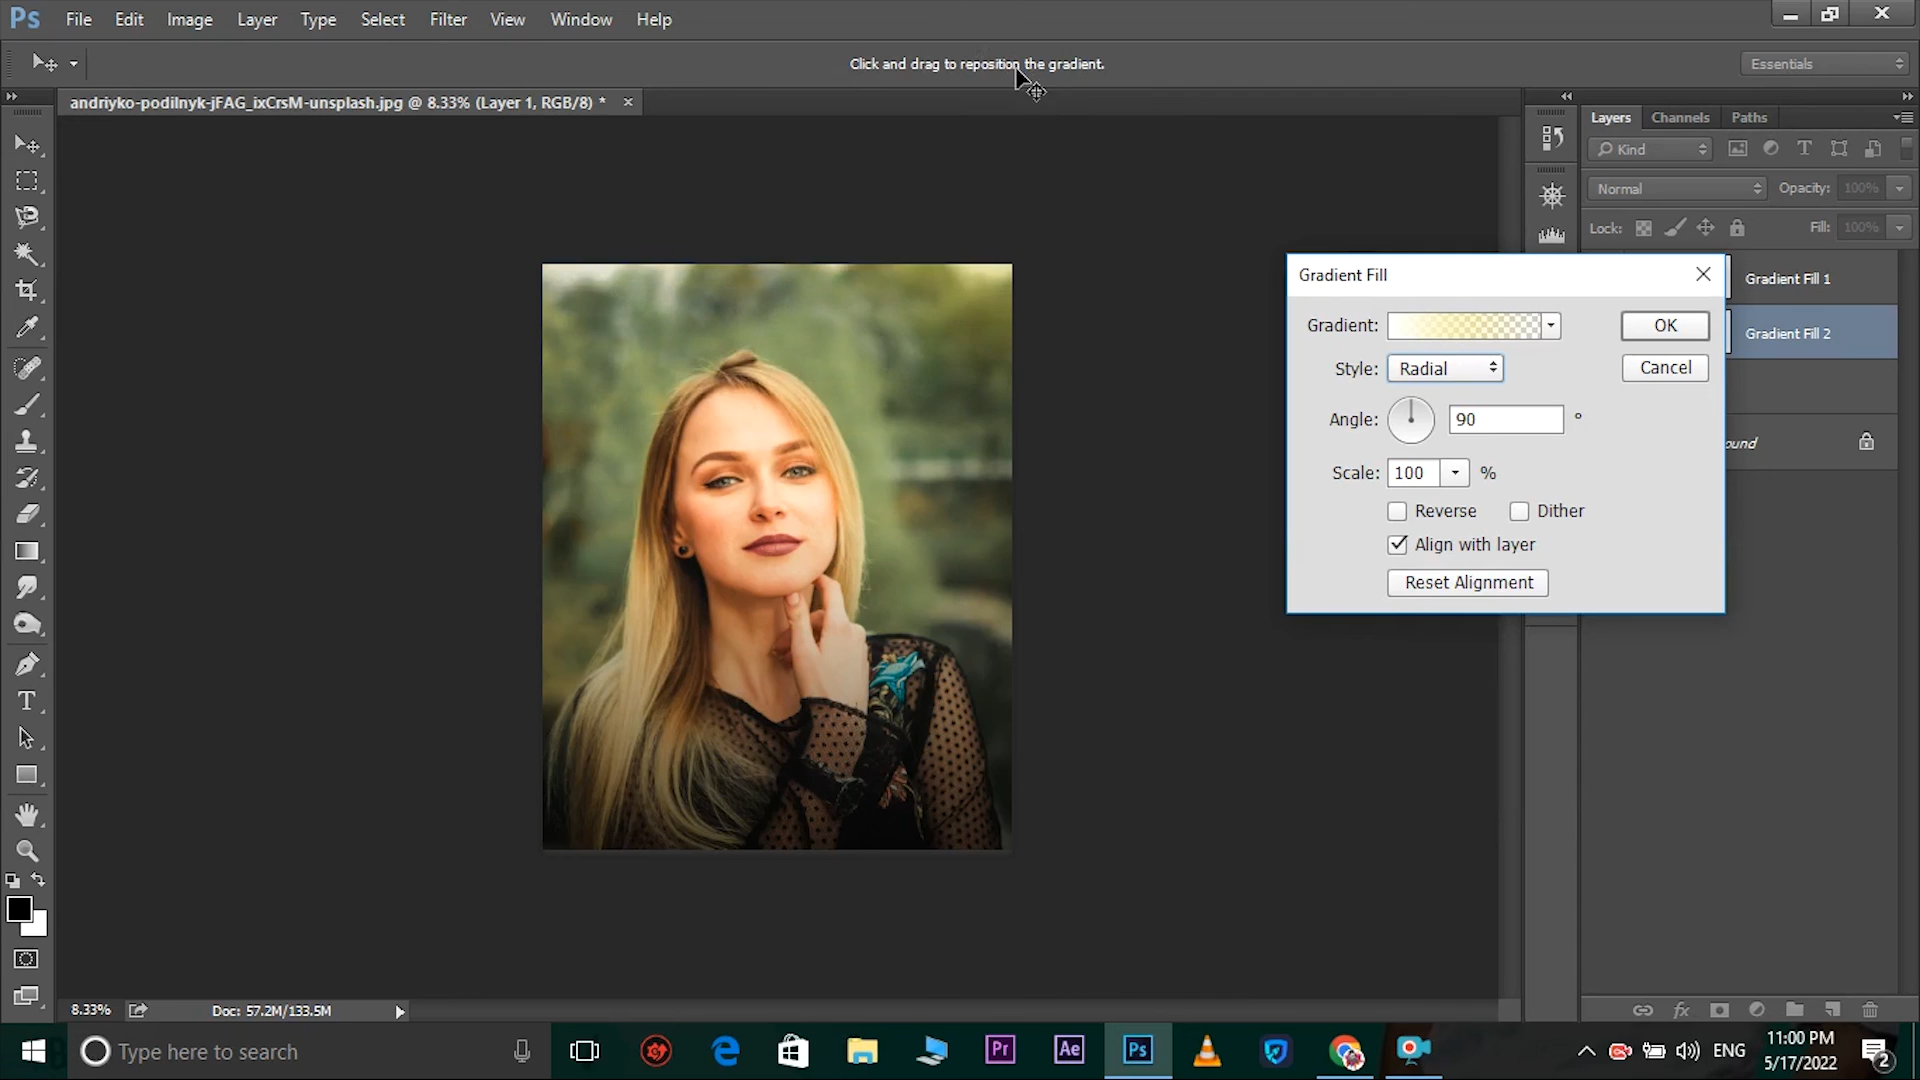 Ps File Edit Image Layer Type Select Filter View Window Help
Click and drag to reposition the gradient.
Essentials
andriyko-podilnyk-jFAG_ixCrsM-unsplash.jpg @ 8.33% (Layer 1, RGB/8) *
Layers Channels Paths
Kind
Normal Opacity: 100%
Lock: Fill: 100%
Gradient Fill 1
Gradient Fill 2
ound
Gradient Fill
Gradient: OK
Style: Radial Cancel
Angle: 90 °
Scale: 100 %
Reverse Dither
Align with layer
Reset Alignment
8.33% Doc: 57.2M/133.5M
Type here to search
Pr Ae Ps
ENG
11:00 PM
5/17/2022
2